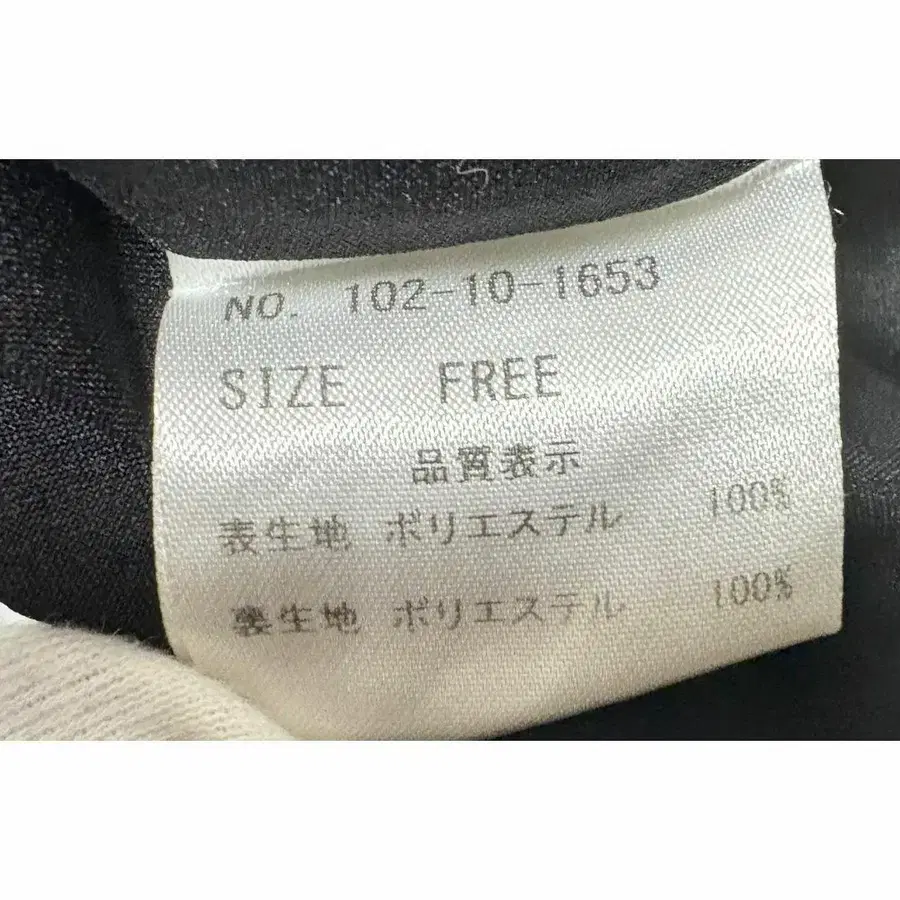 NO. 102-10-1653
SIZE FREE
品質表示
表生地 ポリエステル 100%
裏生地 ポリエステル 100%